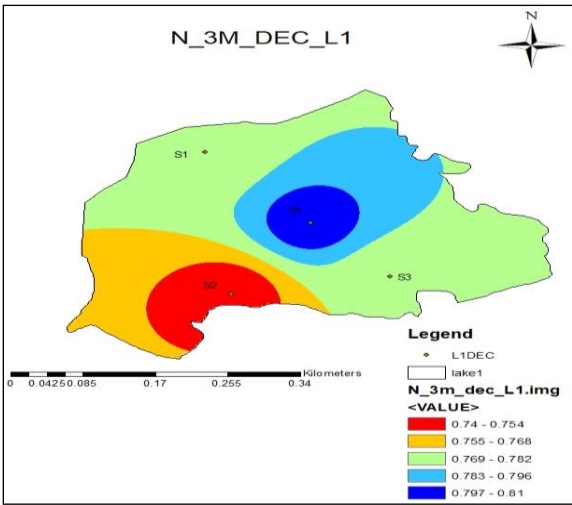 N_3M_DEC_L1
N
S1
S2
S3
Legend
L1DEC
lake1
N_3m_dec_L1.img
<VALUE>
0.74 - 0.754
0.755 - 0.768
0.769 - 0.782
0.783 - 0.796
0.797 - 0.81
Kilometers
0 0.0425 0.085 0.17 0.255 0.34